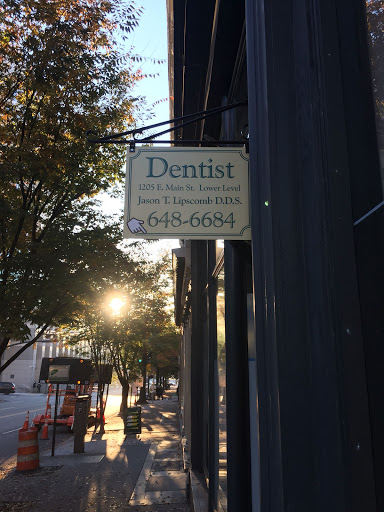 Dentist
1205 E. Main St. Lower Level
Jason T. Lipscomb D.D.S.
648-6684